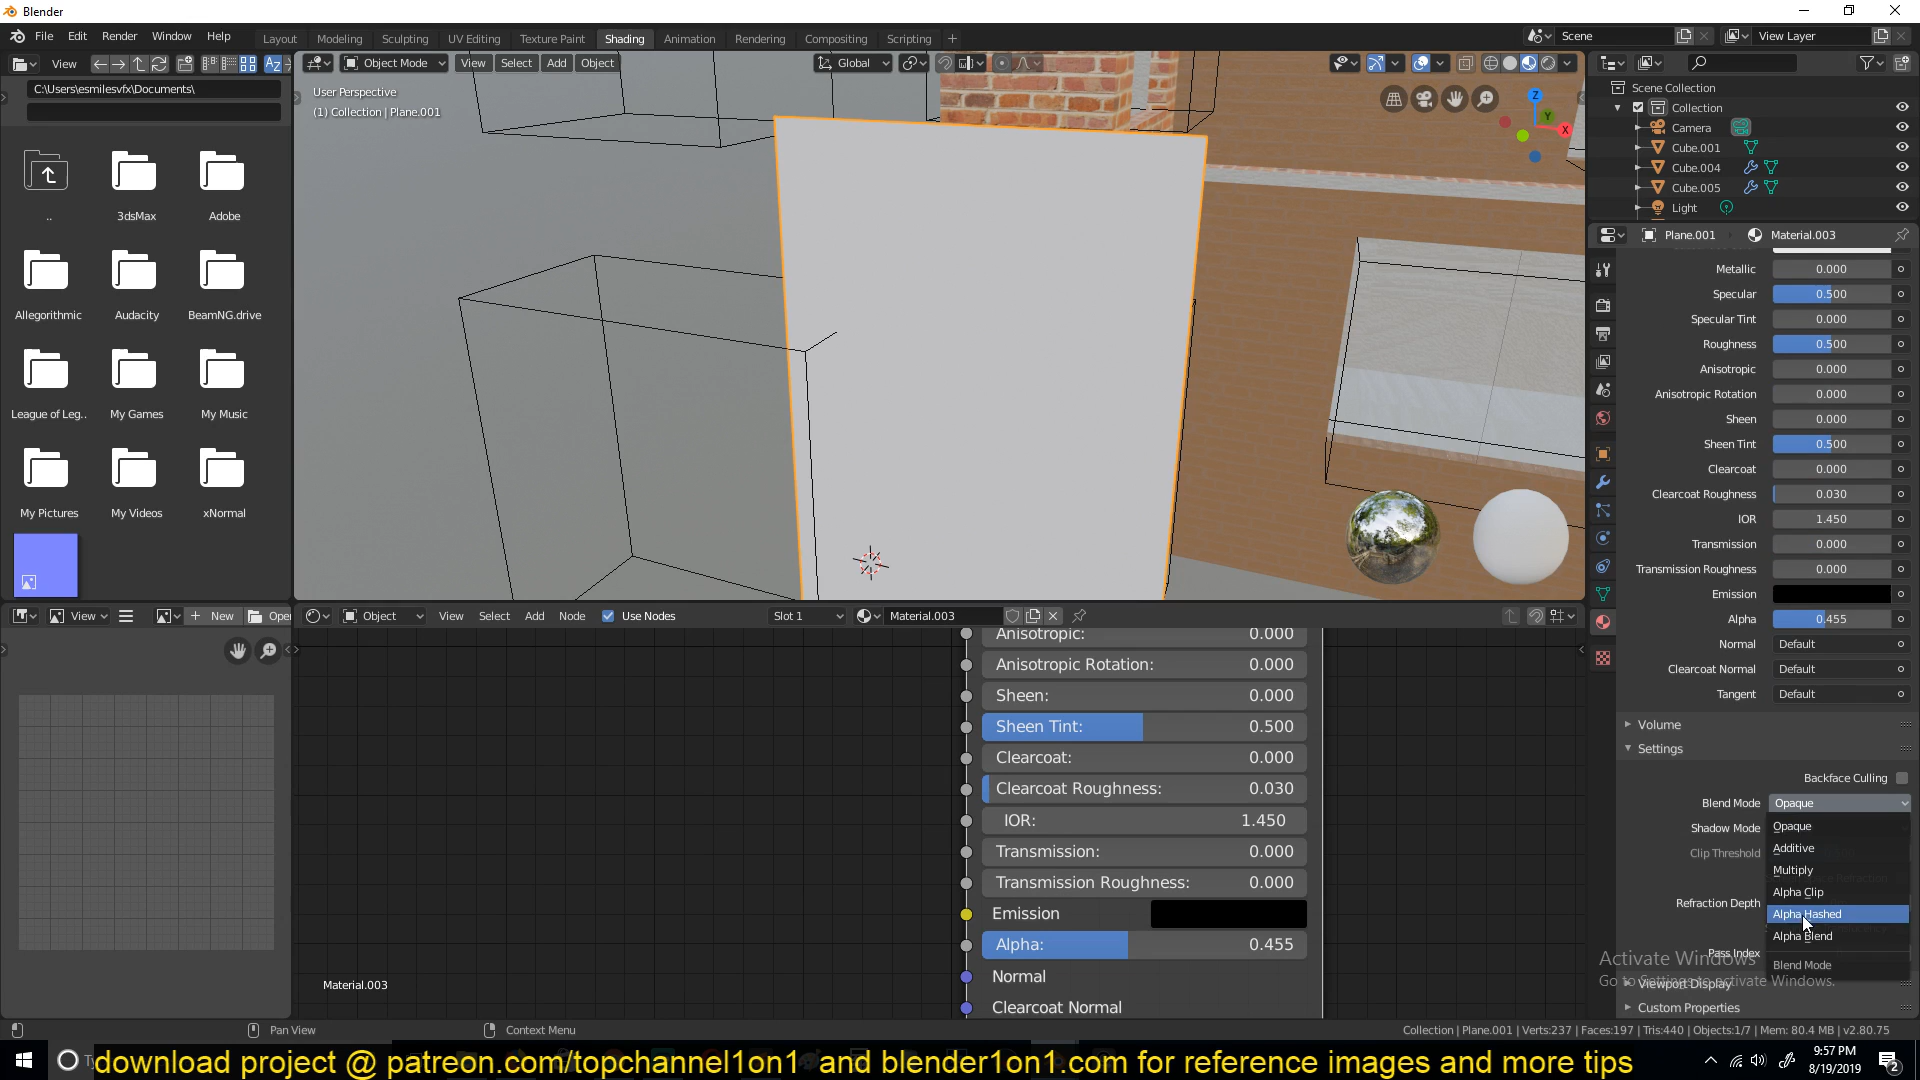 Blender
File Edit Render Window Help
Layout Modeling Sculpting UV Editing Texture Paint Shading Animation Rendering Compositing Scripting
Scene
View Layer
View
Object Mode View Select Add Object
Global
C:\Users\esmilesvfx\Documents\
User Perspective
(1) Collection | Plane.001
Z
Y
X
Scene Collection
Collection
Camera
Cube.001
Cube.004
Cube.005
Light
..
3dsMax
Adobe
Allegorithmic
Audacity
BeamNG.drive
League of Leg..
My Games
My Music
My Pictures
My Videos
xNormal
Plane.001 Material.003
Metallic 0.000
Specular 0.500
Specular Tint 0.000
Roughness 0.500
Anisotropic 0.000
Anisotropic Rotation 0.000
Sheen 0.000
Sheen Tint 0.500
Clearcoat 0.000
Clearcoat Roughness 0.030
IOR 1.450
Transmission 0.000
Transmission Roughness 0.000
Emission
Alpha 0.455
Normal Default
Clearcoat Normal Default
Tangent Default
Volume
Settings
Backface Culling
Blend Mode Opaque
Shadow Mode
Clip Threshold
Refraction Depth
Pass Index
Opaque
Additive
Multiply
Alpha Clip
Alpha Hashed
Alpha Blend
Blend Mode
Viewport Display
Custom Properties
Activate Windows
Go to Settings to activate Windows.
View New Open
Object View Select Add Node Use Nodes Slot 1 Material.003
Anisotropic: 0.000
Anisotropic Rotation: 0.000
Sheen: 0.000
Sheen Tint: 0.500
Clearcoat: 0.000
Clearcoat Roughness: 0.030
IOR: 1.450
Transmission: 0.000
Transmission Roughness: 0.000
Emission
Alpha: 0.455
Normal
Clearcoat Normal
Material.003
Pan View
Context Menu
Collection | Plane.001 | Verts:237 | Faces:197 | Tris:440 | Objects:1/7 | Mem: 80.4 MB | v2.80.75
download project @ patreon.com/topchannel1on1 and blender1on1.com for reference images and more tips
9:57 PM
8/19/2019
2